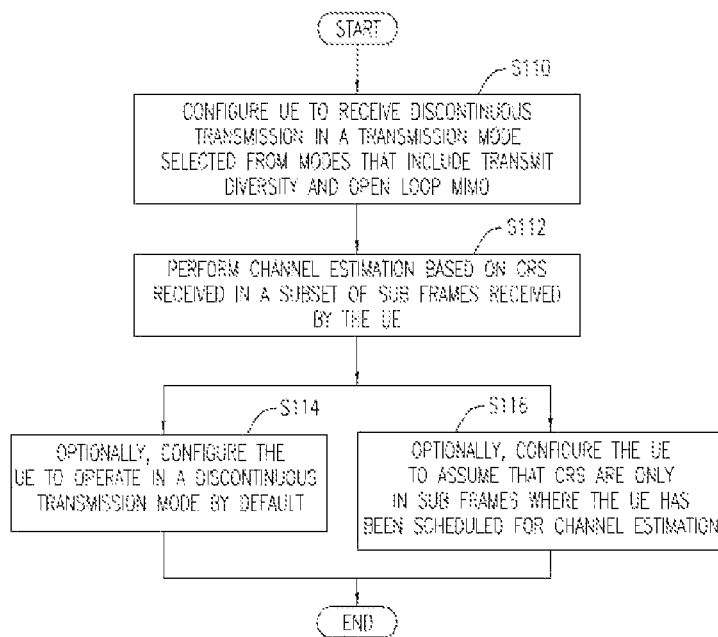 START
S110
CONFIGURE UE TO RECEIVE DISCONTINUOUS
TRANSMISSION IN A TRANSMISSION MODE
SELECTED FROM MODES THAT INCLUDE TRANSMIT
DIVERSITY AND OPEN LOOP MIMO
S112
PERFORM CHANNEL ESTIMATION BASED ON CRS
RECEIVED IN A SUBSET OF SUB FRAMES RECEIVED
BY THE UE
S114
OPTIONALLY, CONFIGURE THE
UE TO OPERATE IN A DISCONTINUOUS
TRANSMISSION MODE BY DEFAULT
S116
OPTIONALLY, CONFIGURE THE UE
TO ASSUME THAT CRS ARE ONLY
IN SUB FRAMES WHERE THE UE HAS
BEEN SCHEDULED FOR CHANNEL ESTIMATION
END